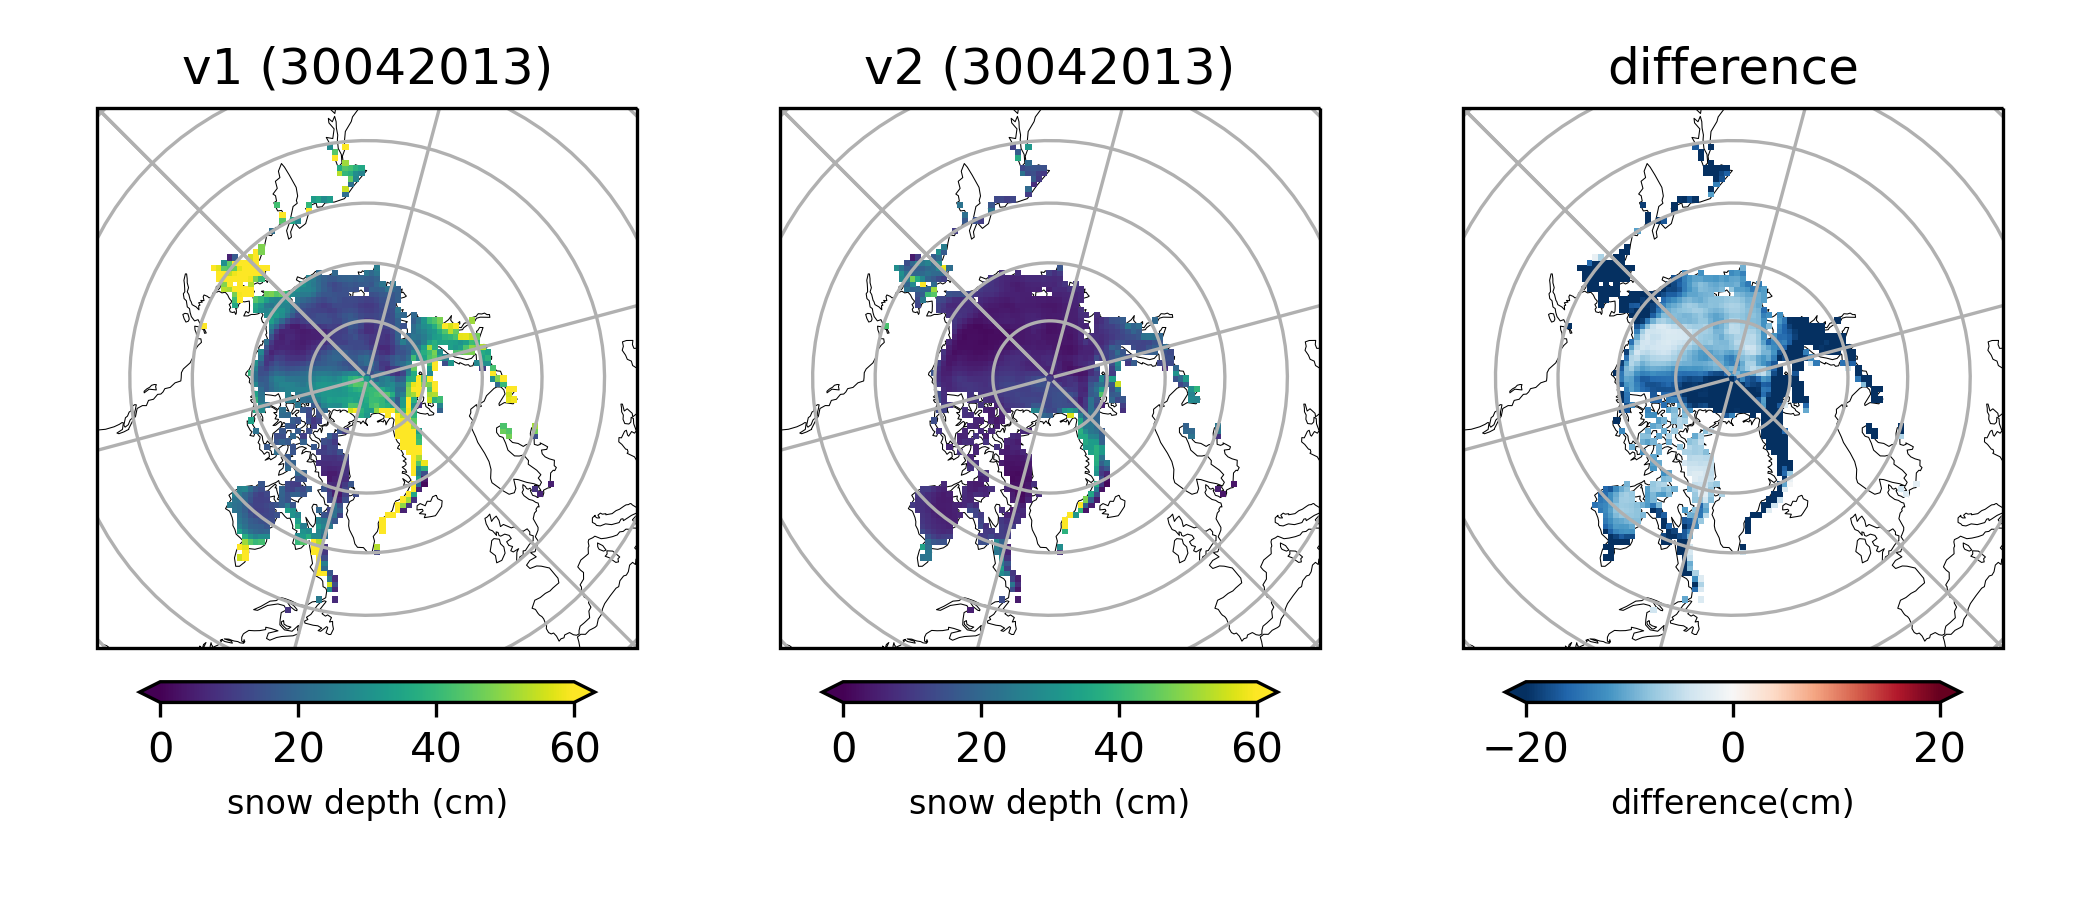 v1 (30042013)
v2 (30042013)
difference
0 20 40 60
snow depth (cm)
0 20 40 60
snow depth (cm)
−20 0 20
difference(cm)